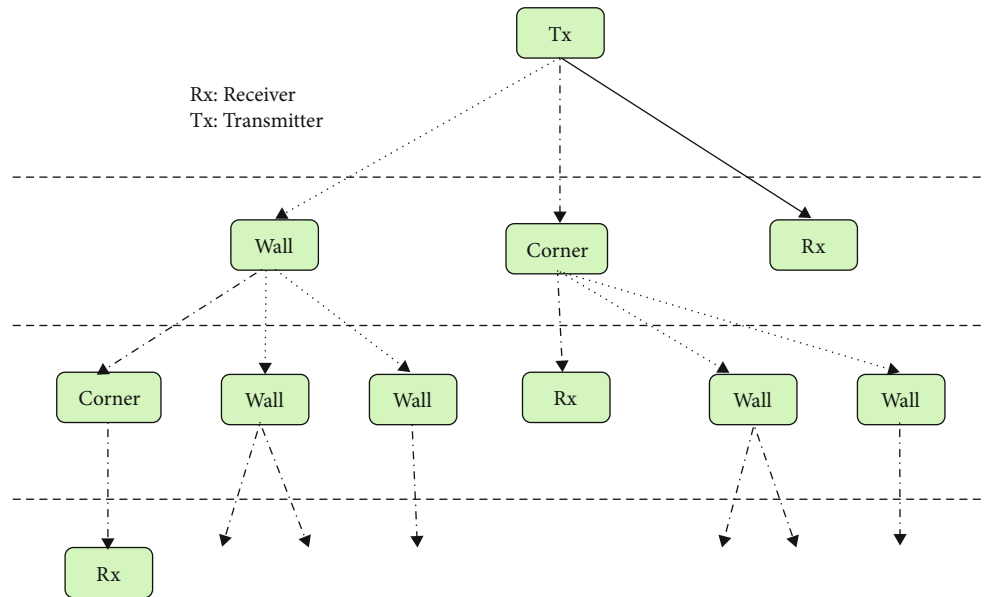 Tx
Rx: Receiver
Tx: Transmitter
Wall
Corner
Rx
Corner
Wall
Wall
Rx
Wall
Wall
Rx